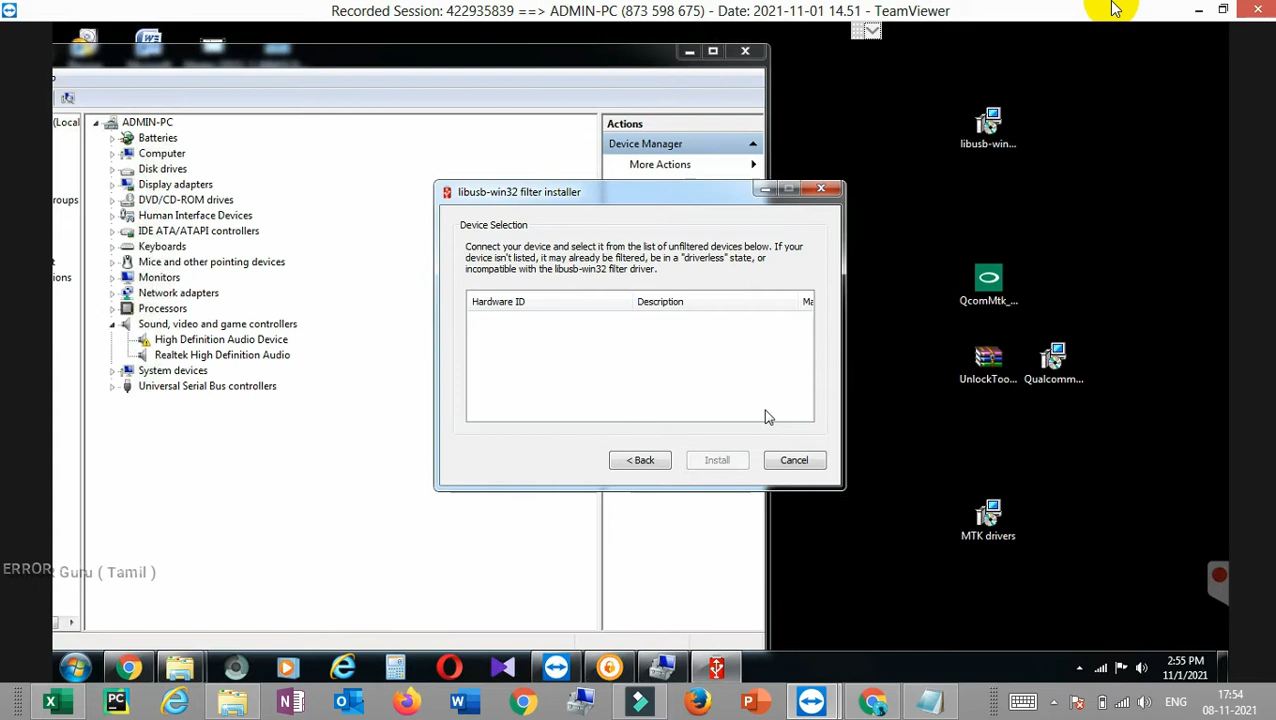 Recorded Session: 422935839 ==> ADMIN-PC (873 598 675) - Date: 2021-11-01 14.51 - TeamViewer
(Local
ADMIN-PC
Batteries
Computer
Disk drives
Display adapters
DVD/CD-ROM drives
Human Interface Devices
IDE ATA/ATAPI controllers
Keyboards
Mice and other pointing devices
Monitors
Network adapters
Processors
Sound, video and game controllers
High Definition Audio Device
Realtek High Definition Audio
System devices
Universal Serial Bus controllers
Actions
Device Manager
More Actions
libusb-win32 filter installer
Device Selection
Connect your device and select it from the list of unfiltered devices below. If your
device isn't listed, it may already be filtered, be in a "driverless" state, or
incompatible with the libusb-win32 filter driver.
Hardware ID
Description
Ma
< Back
Install
Cancel
libusb-win...
QcomMtk_...
UnlockToo...
Qualcomm...
MTK drivers
ERROR: Guru ( Tamil )
2:55 PM
11/1/2021
ENG
17:54
08-11-2021